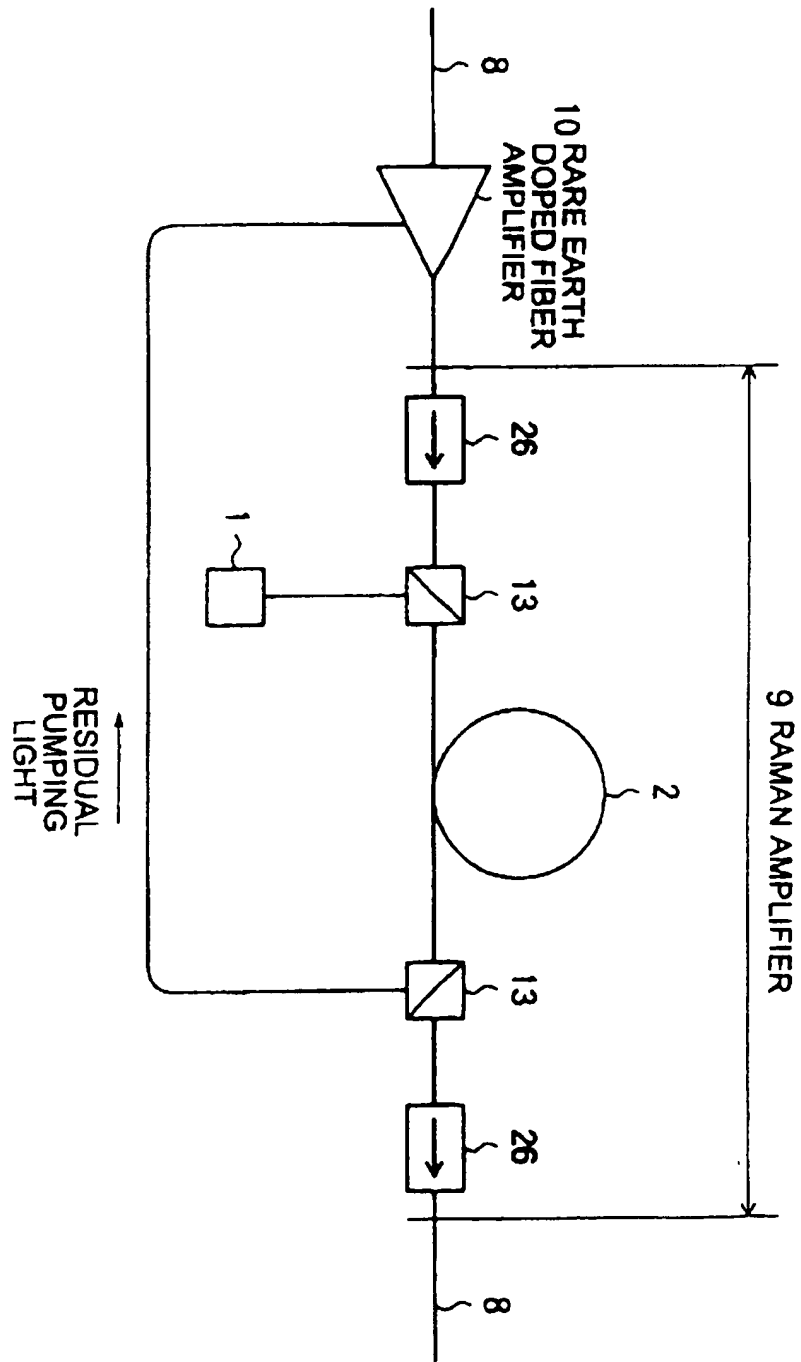 9 RAMAN AMPLIFIER
2
10 RARE EARTH
DOPED FIBER
AMPLIFIER
8
26
13
13
26
8
1
RESIDUAL
PUMPING
LIGHT